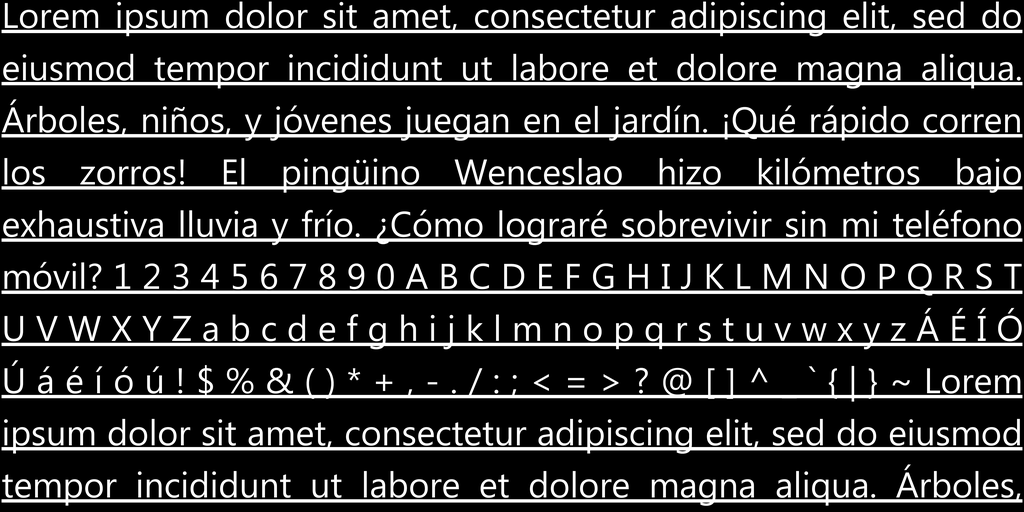 Lorem ipsum dolor sit amet, consectetur adipiscing elit, sed do
eiusmod tempor incididunt ut labore et dolore magna aliqua.
Árboles, niños, y jóvenes juegan en el jardín. ¡Qué rápido corren
los zorros! El pingüino Wenceslao hizo kilómetros bajo
exhaustiva lluvia y frío. ¿Cómo lograré sobrevivir sin mi teléfono
móvil? 1 2 3 4 5 6 7 8 9 0 A B C D E F G H I J K L M N O P Q R S T
U V W X Y Z a b c d e f g h i j k l m n o p q r s t u v w x y z Á É Í Ó
Ú á é í ó ú ! $ % & ( ) * + , - . / : ; < = > ? @ [ ] ^ _ ` { | } ~ Lorem
ipsum dolor sit amet, consectetur adipiscing elit, sed do eiusmod
tempor incididunt ut labore et dolore magna aliqua. Árboles,